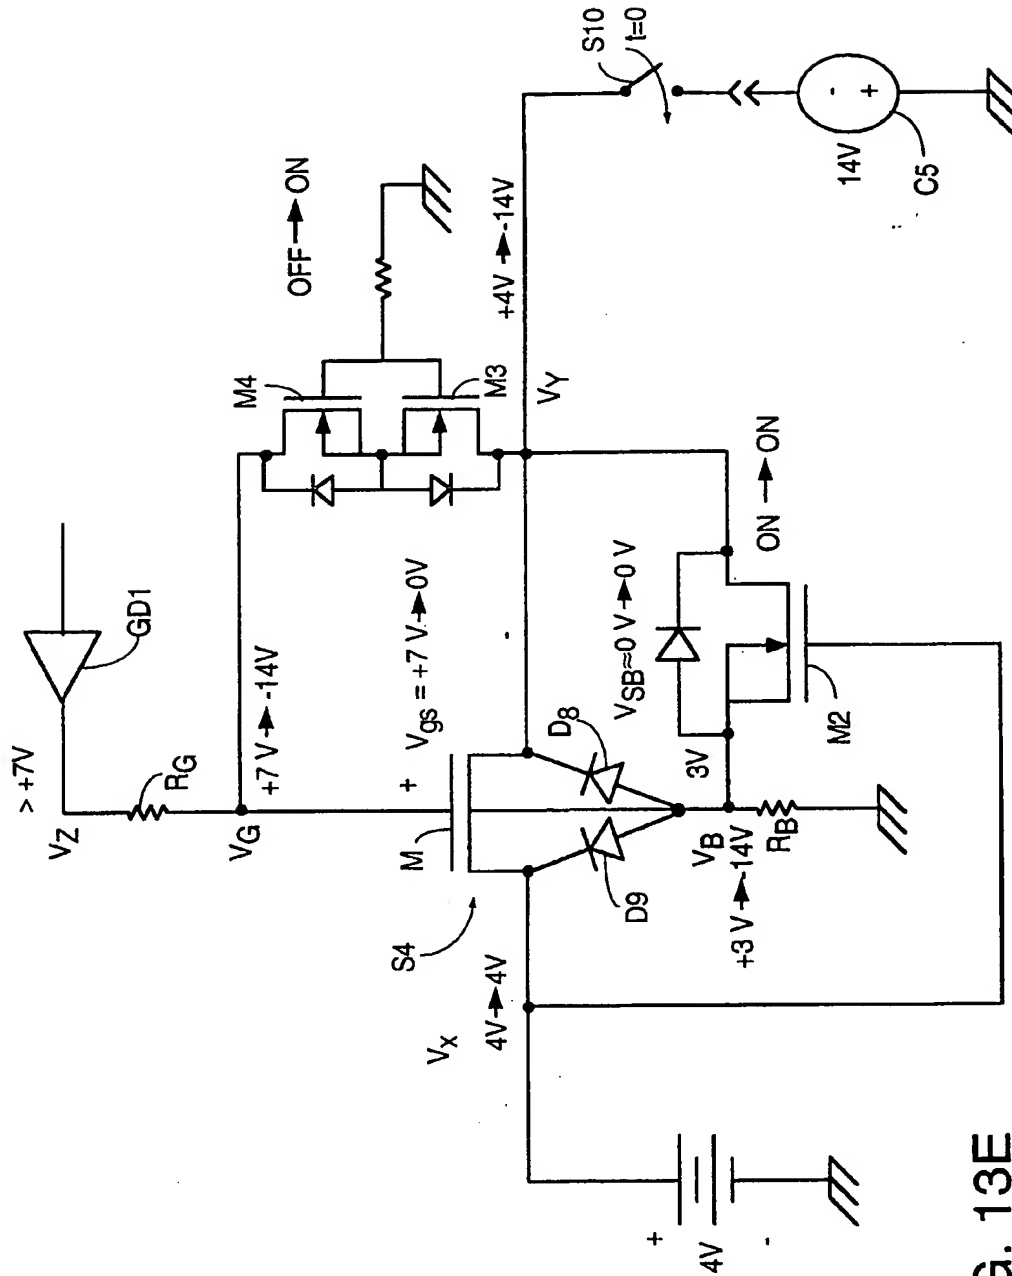 > +7V
VZ
GD1
RG
+7 V → -14V
VG
M4
OFF → ON
M3
+4V → -14V
S10
t=0
-
+
14V
C5
VY
Vgs = +7 V → 0V
+
M
S4
Vx
4V → 4V
D9
D8
VSB≈0 V → 0 V
3V
ON → ON
M2
VB
+3 V → -14V
RB
+
4V
-
G. 13E